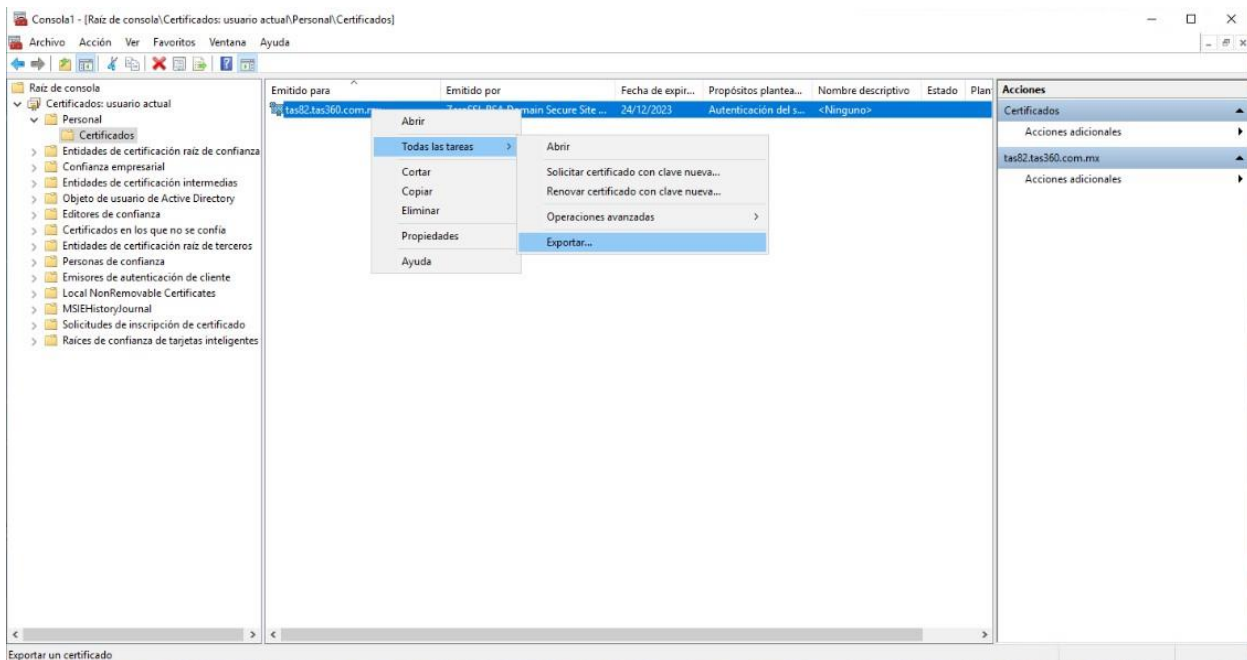 Consola1 - [Raíz de consola\Certificados: usuario actual\Personal\Certificados]
Archivo Acción Ver Favoritos Ventana Ayuda
Raíz de consola
Certificados: usuario actual
Personal
Certificados
Entidades de certificación raíz de confianza
Confianza empresarial
Entidades de certificación intermedias
Objeto de usuario de Active Directory
Editores de confianza
Certificados en los que no se confía
Entidades de certificación raíz de terceros
Personas de confianza
Emisores de autenticación de cliente
Local NonRemovable Certificates
MSIEHistoryJournal
Solicitudes de inscripción de certificado
Raíces de confianza de tarjetas inteligentes
Emitido para Emitido por Fecha de expir... Propósitos plantea... Nombre descriptivo Estado Plan
tas82.tas360.com.m ZeroSSL RSA Domain Secure Site ... 24/12/2023 Autenticación del s... <Ninguno>
Abrir
Todas las tareas
Cortar
Copiar
Eliminar
Propiedades
Ayuda
Abrir
Solicitar certificado con clave nueva...
Renovar certificado con clave nueva...
Operaciones avanzadas
Exportar...
Acciones
Certificados
Acciones adicionales
tas82.tas360.com.mx
Acciones adicionales
Exportar un certificado